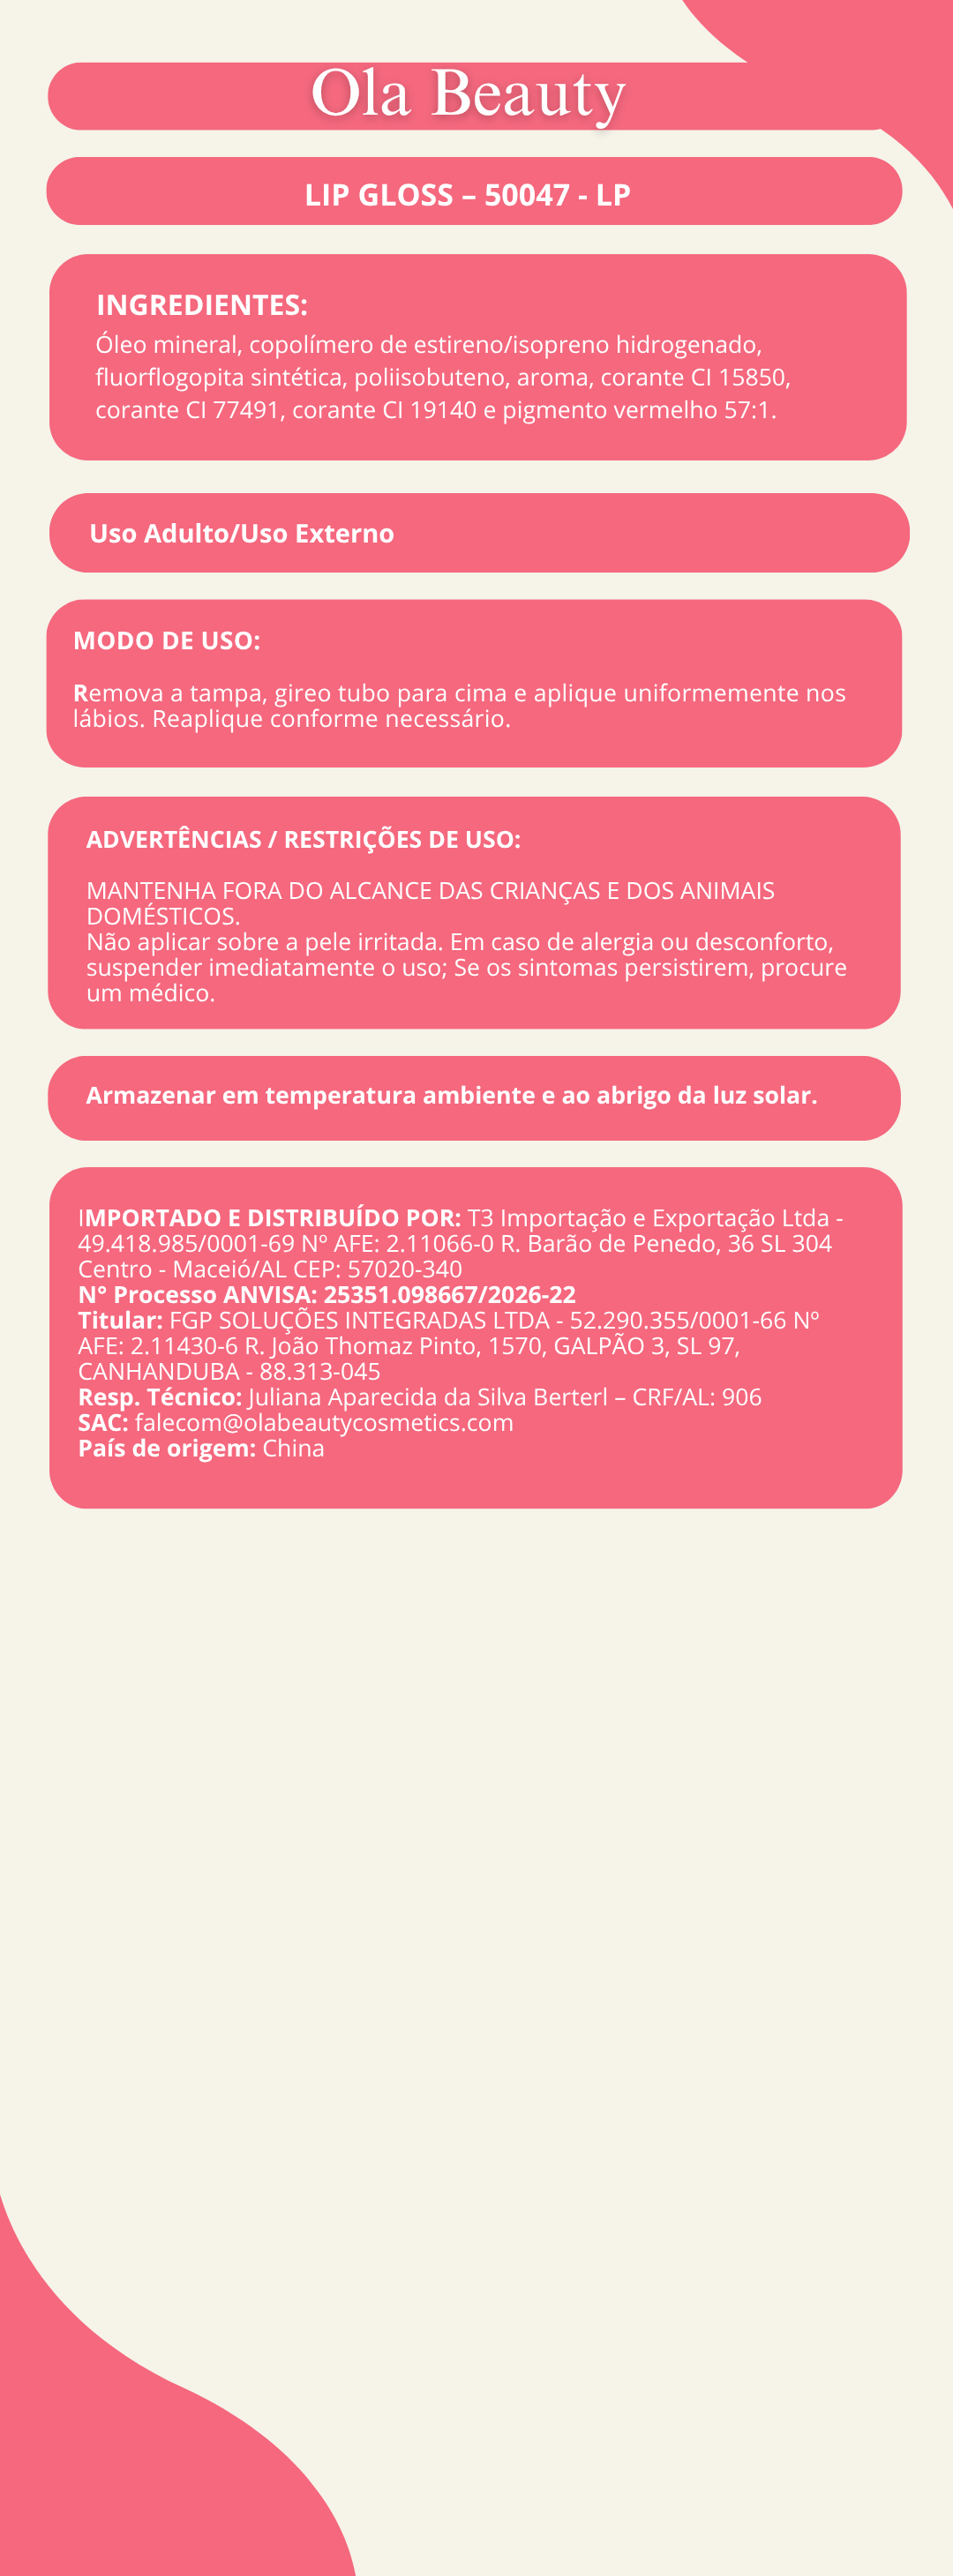 Ola Beauty
LIP GLOSS – 50047 - LP
INGREDIENTES:
Óleo mineral, copolímero de estireno/isopreno hidrogenado,
fluorflogopita sintética, poliisobuteno, aroma, corante CI 15850,
corante CI 77491, corante CI 19140 e pigmento vermelho 57:1.
Uso Adulto/Uso Externo
MODO DE USO:
Remova a tampa, gireo tubo para cima e aplique uniformemente nos
lábios. Reaplique conforme necessário.
ADVERTÊNCIAS / RESTRIÇÕES DE USO:
MANTENHA FORA DO ALCANCE DAS CRIANÇAS E DOS ANIMAIS
DOMÉSTICOS.
Não aplicar sobre a pele irritada. Em caso de alergia ou desconforto,
suspender imediatamente o uso; Se os sintomas persistirem, procure
um médico.
Armazenar em temperatura ambiente e ao abrigo da luz solar.
IMPORTADO E DISTRIBUÍDO POR: T3 Importação e Exportação Ltda -
49.418.985/0001-69 Nº AFE: 2.11066-0 R. Barão de Penedo, 36 SL 304
Centro - Maceió/AL CEP: 57020-340
N° Processo ANVISA: 25351.098667/2026-22
Titular: FGP SOLUÇÕES INTEGRADAS LTDA - 52.290.355/0001-66 Nº
AFE: 2.11430-6 R. João Thomaz Pinto, 1570, GALPÃO 3, SL 97,
CANHANDUBA - 88.313-045
Resp. Técnico: Juliana Aparecida da Silva Berterl – CRF/AL: 906
SAC: falecom@olabeautycosmetics.com
País de origem: China